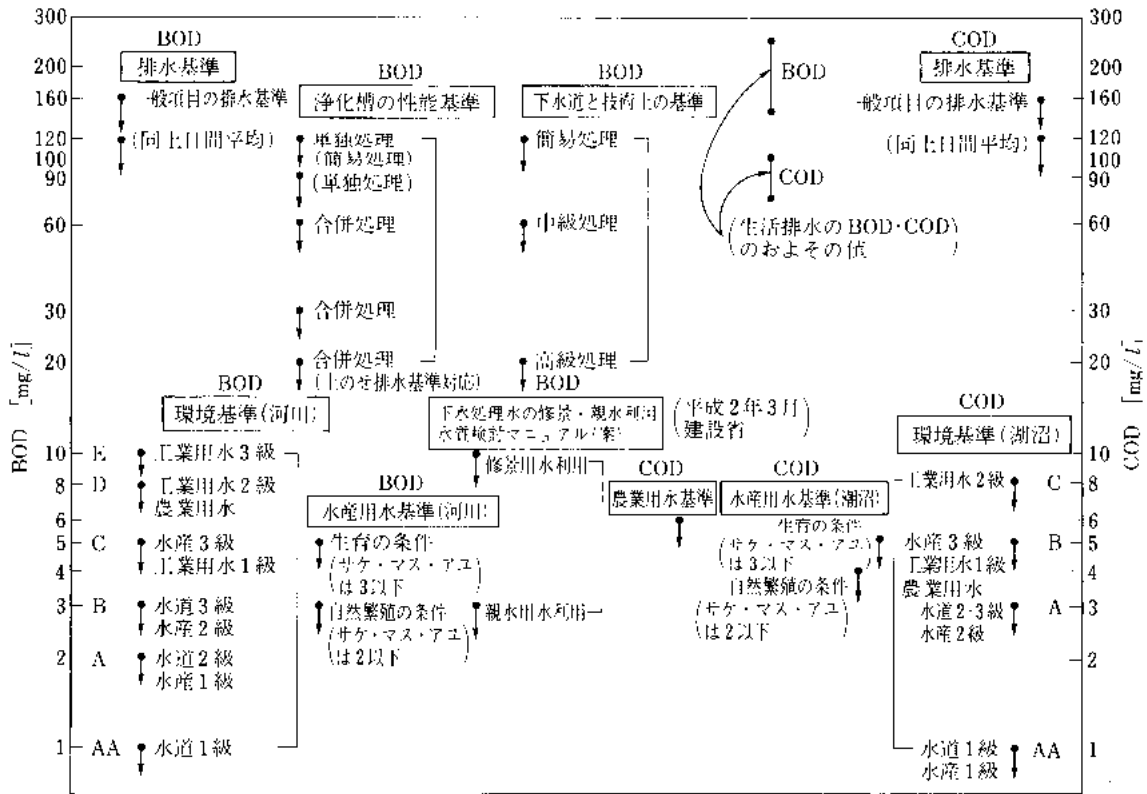 BOD
排水基準
一般項目の排水基準
(同上日間平均)
BOD
浄化槽の性能基準
単独処理
(簡易処理)
(単独処理)
合併処理
合併処理
合併処理
(上のせ排水基準対応)
BOD
下水道と技術上の基準
簡易処理
中級処理
高級処理
BOD
COD
(生活排水のBOD·COD
のおよその値)
COD
排水基準
一般項目の排水基準
(同上日間平均)
BOD
環境基準(河川)
E 工業用水3級
D 工業用水2級
農業用水
C 水産3級
工業用水1級
B 水道3級
水産2級
A 水道2級
水産1級
AA 水道1級
BOD
水産用水基準(河川)
生育の条件
(サケ・マス・アユ
は3以下)
自然繁殖の条件
(サケ・マス・アユ
は2以下)
BOD
下水処理水の修景・親水利用
水質検討マニュアル(案)
(平成2年3月
建設省)
修景用水利用
親水用水利用
COD
農業用水基準
COD
水産用水基準(湖沼)
生育の条件
(サケ・マス・アユ
は3以下)
自然繁殖の条件
(サケ・マス・アユ
は2以下)
COD
環境基準(湖沼)
工業用水2級 C
水産3級 B
工業用水1級
農業用水
水道2·3級 A
水産2級
水道1級 AA
水産1級
BOD [mg/l]
300
200
160
120
100
90
60
30
20
10
8
6
5
4
3
2
1
COD [mg/l]
300
200
160
120
100
90
60
30
20
10
8
6
5
4
3
2
1